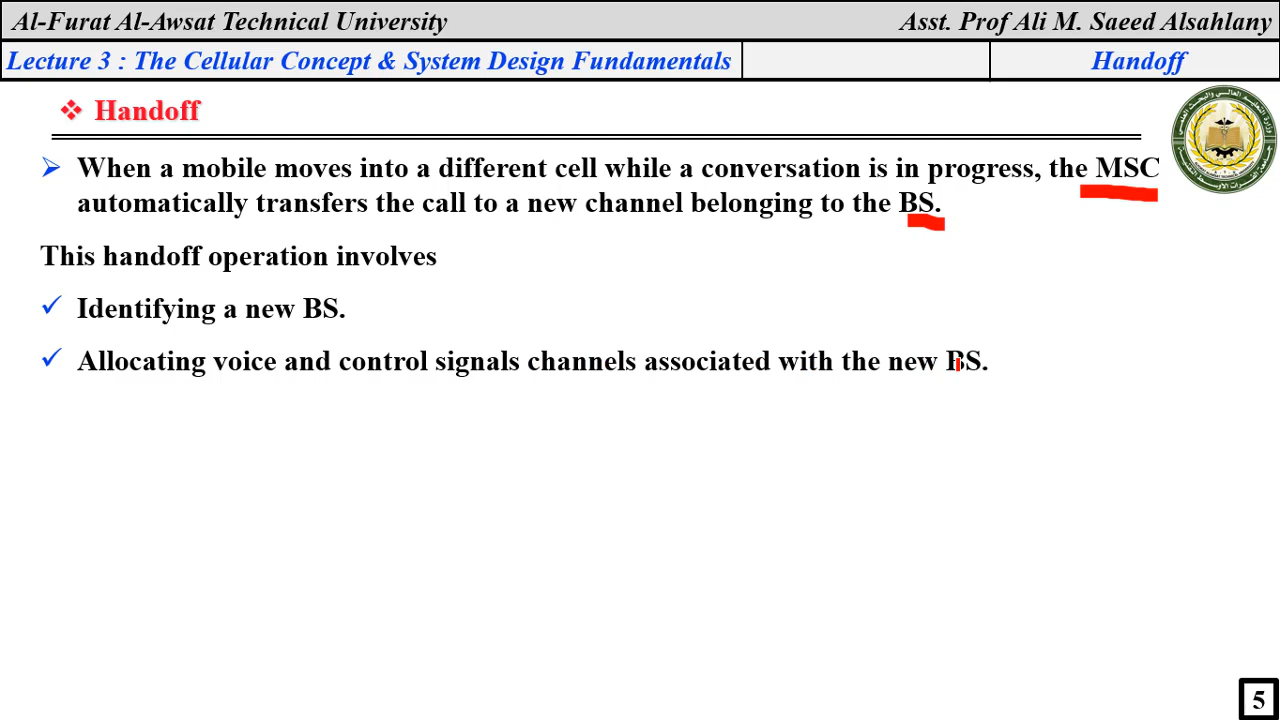 Al-Furat Al-Awsat Technical University
Asst. Prof Ali M. Saeed Alsahlany
Lecture 3 : The Cellular Concept & System Design Fundamentals
Handoff
Handoff
When a mobile moves into a different cell while a conversation is in progress, the MSC
automatically transfers the call to a new channel belonging to the BS.
This handoff operation involves
Identifying a new BS.
Allocating voice and control signals channels associated with the new BS.
5